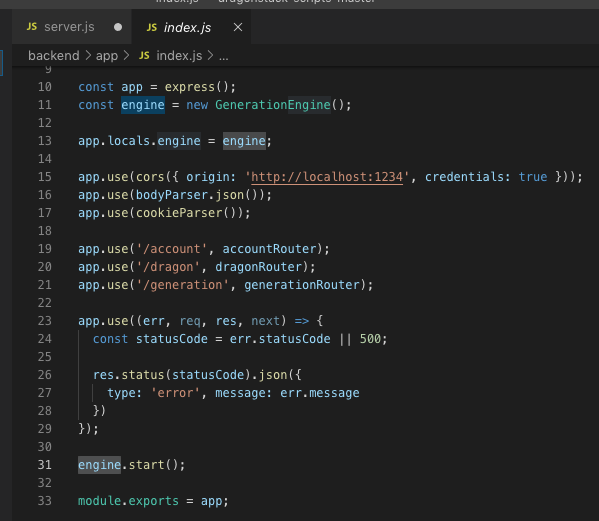 index.js — dragonstack-scripts-master
JS server.js ●
JS index.js ×
backend > app > JS index.js > ...
9
10 const app = express();
11 const engine = new GenerationEngine();
12
13 app.locals.engine = engine;
14
15 app.use(cors({ origin: 'http://localhost:1234', credentials: true }));
16 app.use(bodyParser.json());
17 app.use(cookieParser());
18
19 app.use('/account', accountRouter);
20 app.use('/dragon', dragonRouter);
21 app.use('/generation', generationRouter);
22
23 app.use((err, req, res, next) => {
24 const statusCode = err.statusCode || 500;
25
26 res.status(statusCode).json({
27 type: 'error', message: err.message
28 })
29 });
30
31 engine.start();
32
33 module.exports = app;